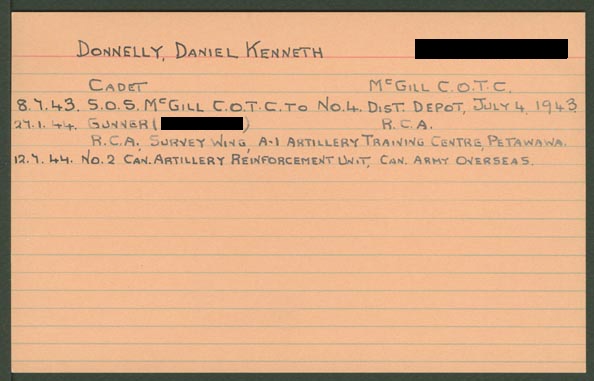 DONNELLY, DANIEL KENNETH
CADET McGILL C.O.T.C.
8.7.43. S.O.S. McGILL C.O.T.C. TO No.4. DIST. DEPOT, JULY 4, 1943
27.1.44. GUNNER ( ) R.C.A.
R.C.A. SURVEY WING, A-1 ARTILLERY TRAINING CENTRE, PETAWAWA.
12.7.44. No.2 CAN. ARTILLERY REINFORCEMENT UNIT, CAN. ARMY OVERSEAS.